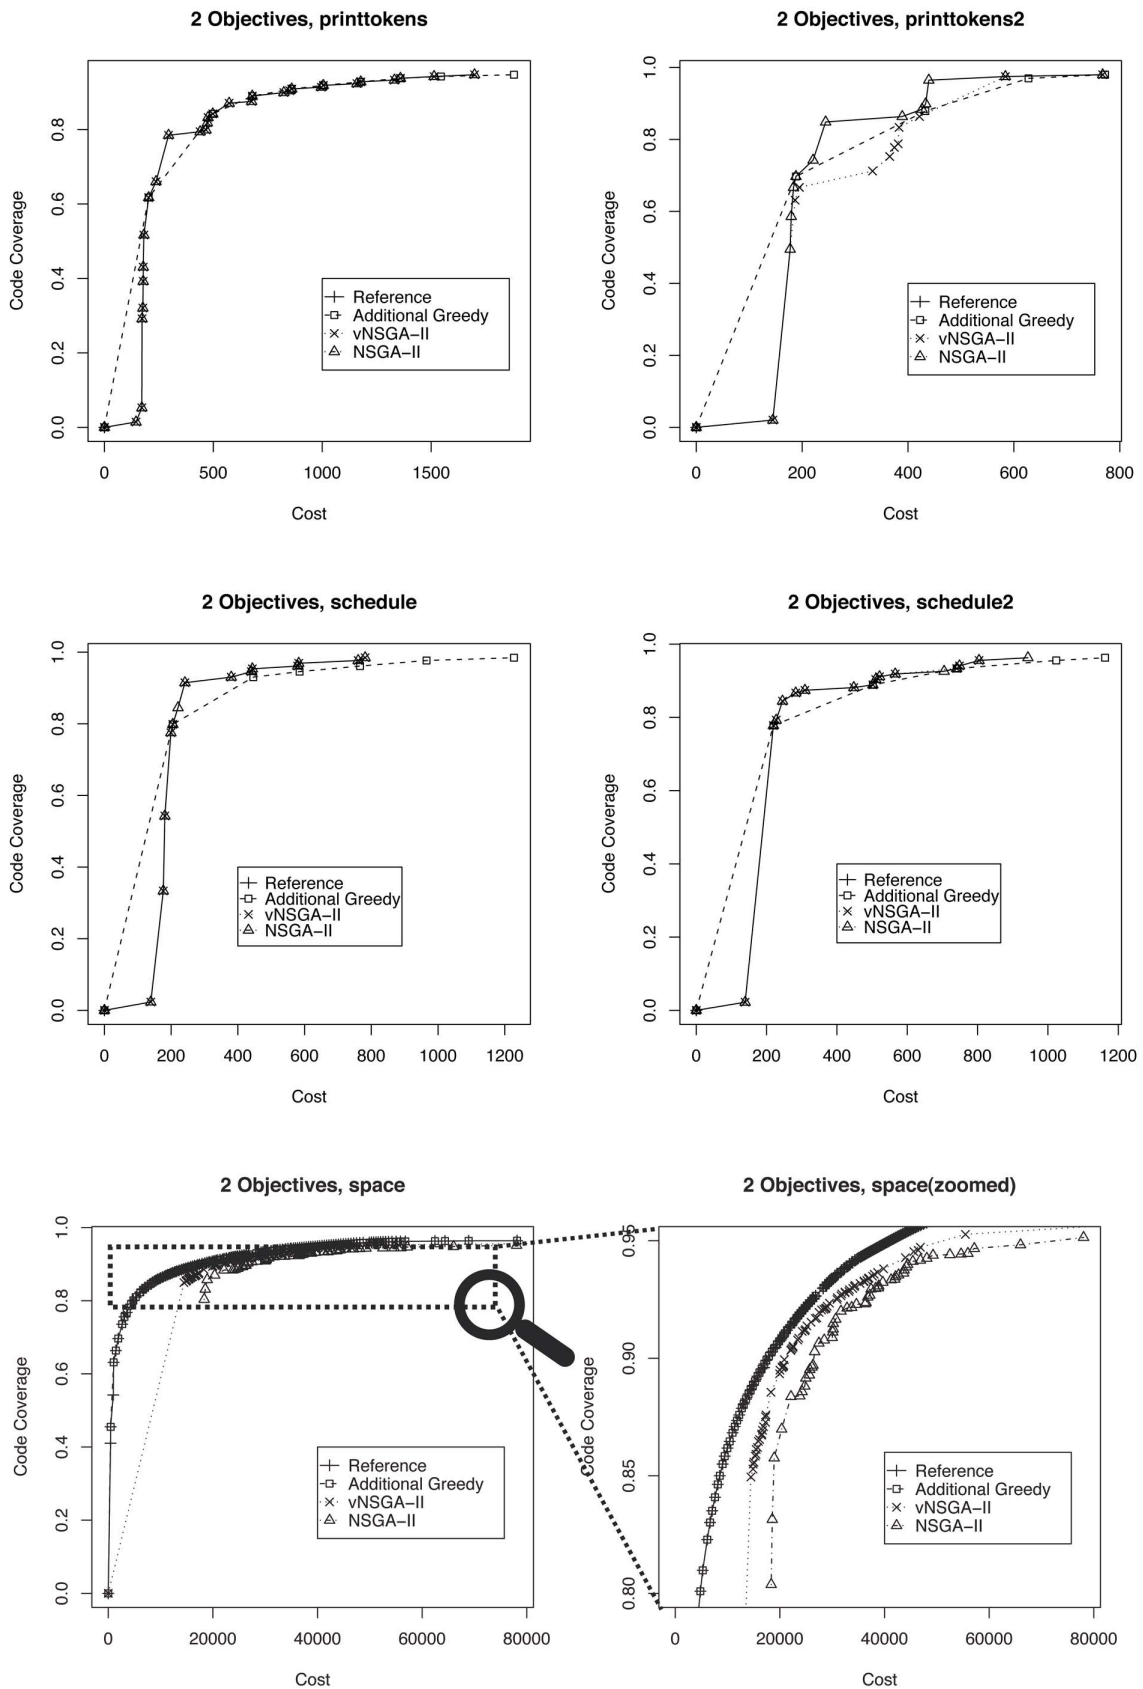 2 Objectives, printtokens
Code Coverage
0.0 0.2 0.4 0.6 0.8
Reference
Additional Greedy
vNSGA−II
NSGA−II
0 500 1000 1500
Cost
2 Objectives, printtokens2
Code Coverage
0.0 0.2 0.4 0.6 0.8 1.0
Reference
Additional Greedy
vNSGA−II
NSGA−II
0 200 400 600 800
Cost
2 Objectives, schedule
Code Coverage
0.0 0.2 0.4 0.6 0.8 1.0
Reference
Additional Greedy
vNSGA−II
NSGA−II
0 200 400 600 800 1000 1200
Cost
2 Objectives, schedule2
Code Coverage
0.0 0.2 0.4 0.6 0.8 1.0
Reference
Additional Greedy
vNSGA−II
NSGA−II
0 200 400 600 800 1000 1200
Cost
2 Objectives, space
Code Coverage
0.0 0.2 0.4 0.6 0.8 1.0
Reference
Additional Greedy
vNSGA−II
NSGA−II
0 20000 40000 60000 80000
Cost
2 Objectives, space(zoomed)
Code Coverage
0.80 0.85 0.90 0.95
Reference
Additional Greedy
vNSGA−II
NSGA−II
0 20000 40000 60000 80000
Cost